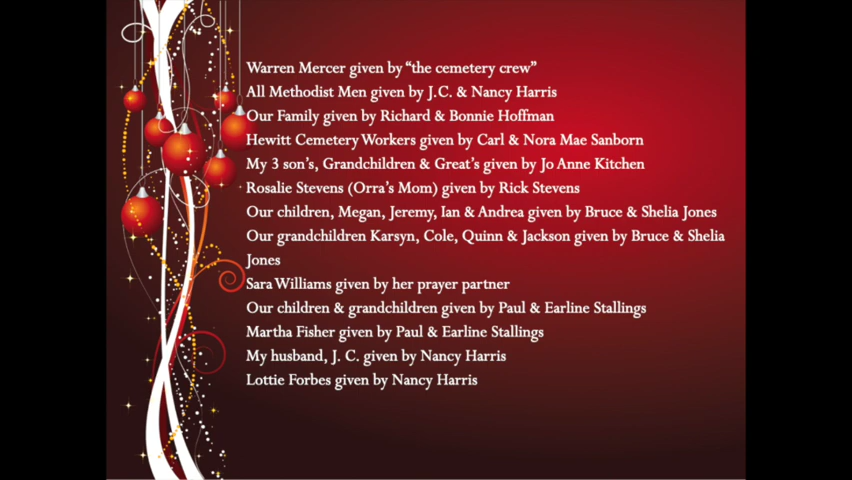 Warren Mercer given by “the cemetery crew”
All Methodist Men given by J.C. & Nancy Harris
Our Family given by Richard & Bonnie Hoffman
Hewitt Cemetery Workers given by Carl & Nora Mae Sanborn
My 3 son’s, Grandchildren & Great’s given by Jo Anne Kitchen
Rosalie Stevens (Orra’s Mom) given by Rick Stevens
Our children, Megan, Jeremy, Ian & Andrea given by Bruce & Shelia Jones
Our grandchildren Karsyn, Cole, Quinn & Jackson given by Bruce & Shelia
Jones
Sara Williams given by her prayer partner
Our children & grandchildren given by Paul & Earline Stallings
Martha Fisher given by Paul & Earline Stallings
My husband, J. C. given by Nancy Harris
Lottie Forbes given by Nancy Harris